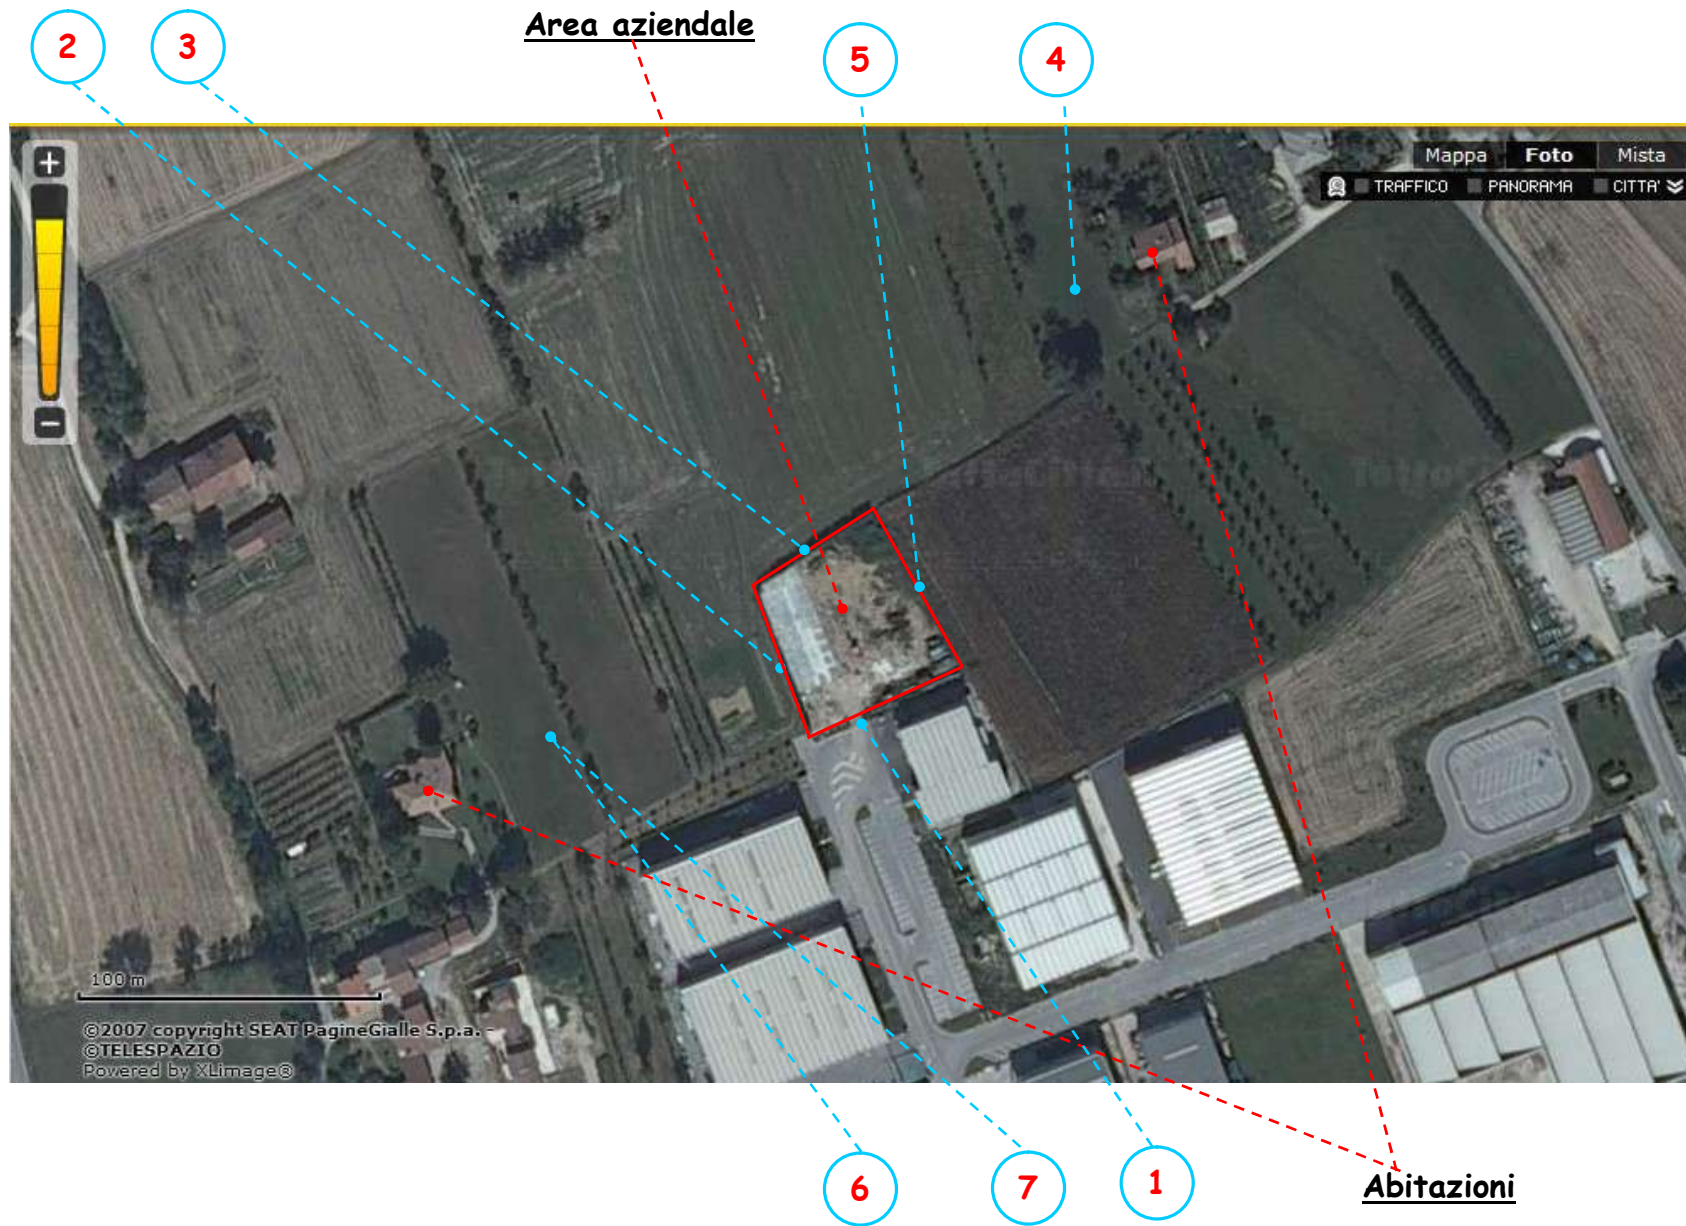 Area aziendale
2
3
5
4
+
Mappa Foto Mista
TRAFFICO PANORAMA CITTA'
−
100 m
©2007 copyright SEAT PagineGialle S.p.a. -
©TELESPAZIO
Powered by XLimage®
6
7
1
Abitazioni